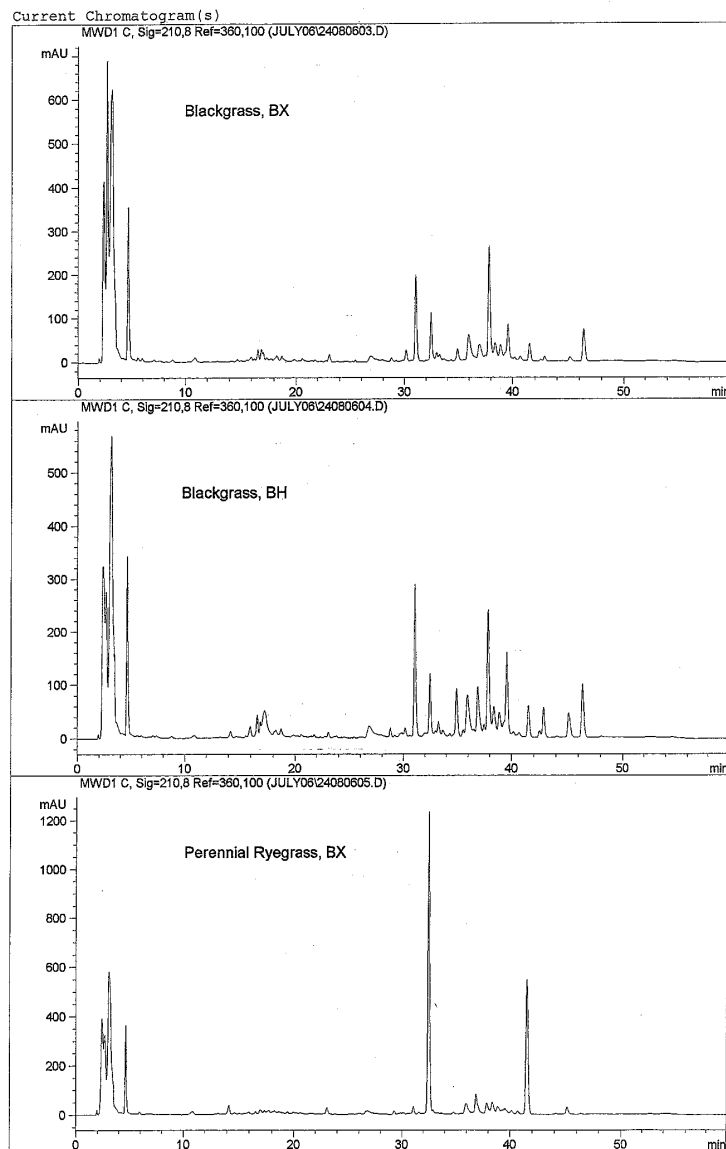 Current Chromatogram(s)
MWD1 C, Sig=210,8 Ref=360,100 (JULY06\24080603.D)
mAU
600
500
400
300
200
100
0
Blackgrass, BX
0 10 20 30 40 50 min
MWD1 C, Sig=210,8 Ref=360,100 (JULY06\24080604.D)
mAU
500
400
300
200
100
0
Blackgrass, BH
0 10 20 30 40 50 min
MWD1 C, Sig=210,8 Ref=360,100 (JULY06\24080605.D)
mAU
1200
1000
800
600
400
200
0
Perennial Ryegrass, BX
0 10 20 30 40 50 min